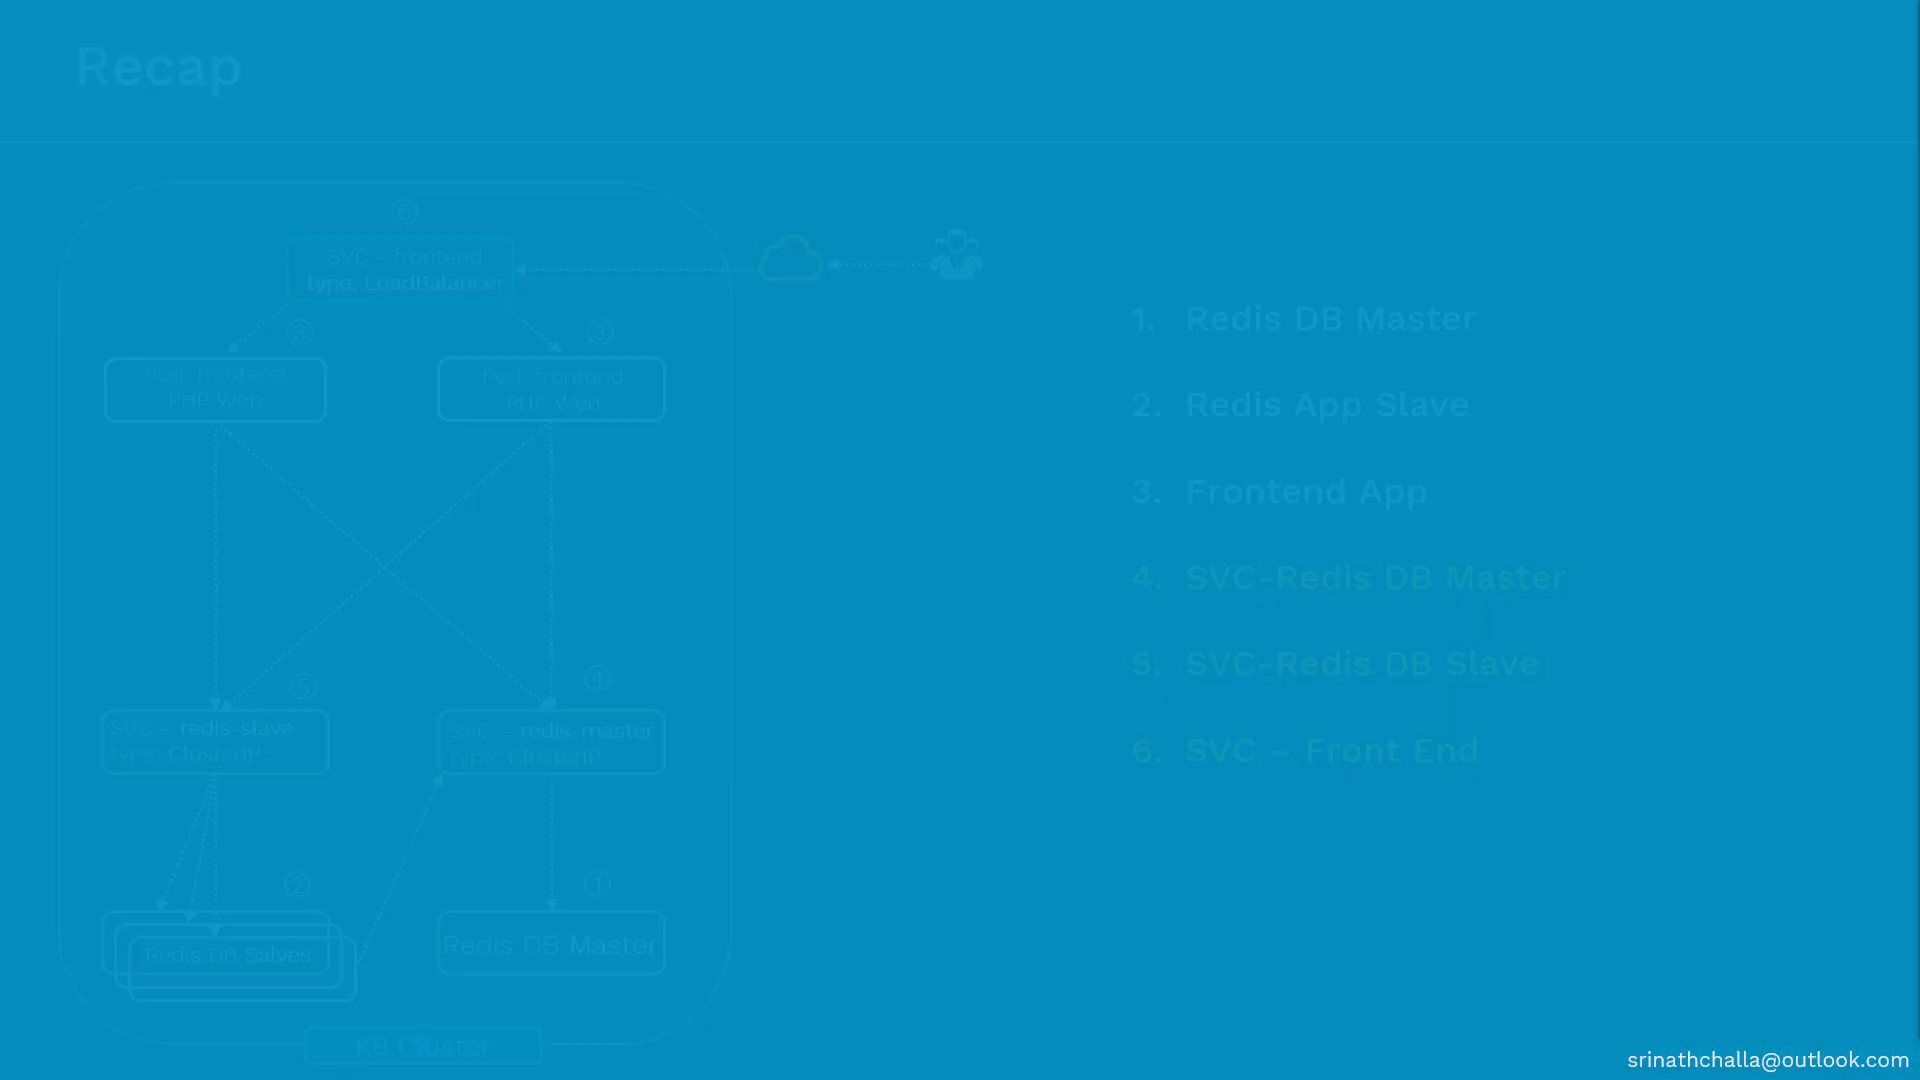 Recap
⑥
SVC - frontend
type: LoadBalancer
③
③
Pod: frontend
PHP Web
Pod: frontend
PHP Web
⑤
④
SVC – redis-slave
type: ClusterIP
SVC – redis-master
type: ClusterIP
②
①
Redis DB Salves
Redis DB Master
K8 Cluster
1. Redis DB Master
2. Redis App Slave
3. Frontend App
4. SVC-Redis DB Master
5. SVC-Redis DB Slave
6. SVC – Front End
srinathchalla@outlook.com